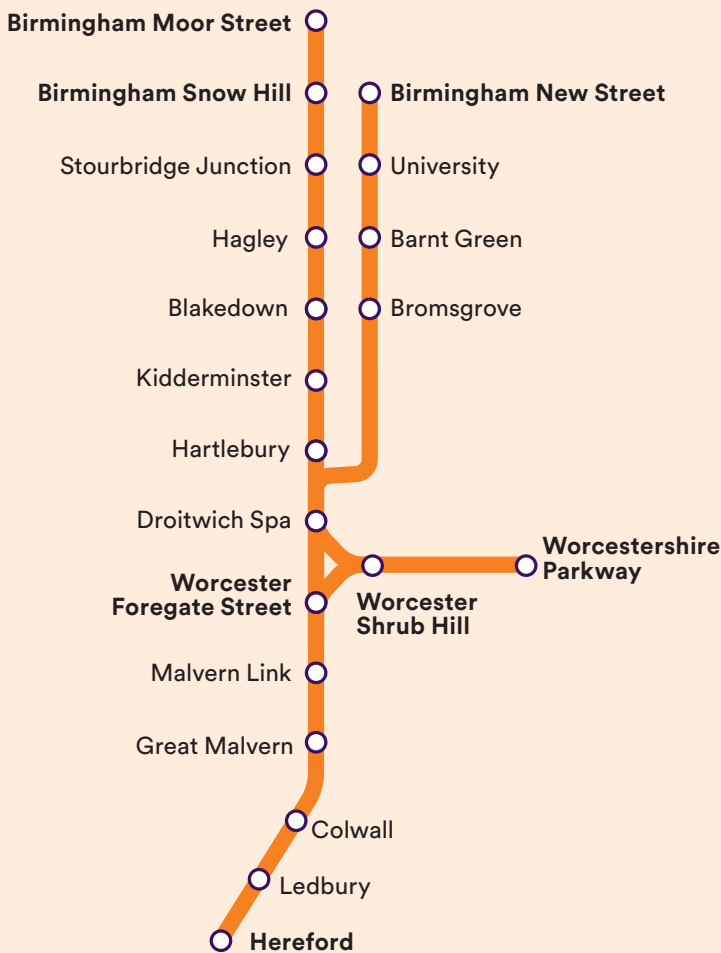 Birmingham Moor Street
Birmingham Snow Hill
Birmingham New Street
Stourbridge Junction
University
Hagley
Barnt Green
Blakedown
Bromsgrove
Kidderminster
Hartlebury
Droitwich Spa
Worcestershire
Parkway
Worcester
Foregate Street
Worcester
Shrub Hill
Malvern Link
Great Malvern
Colwall
Ledbury
Hereford